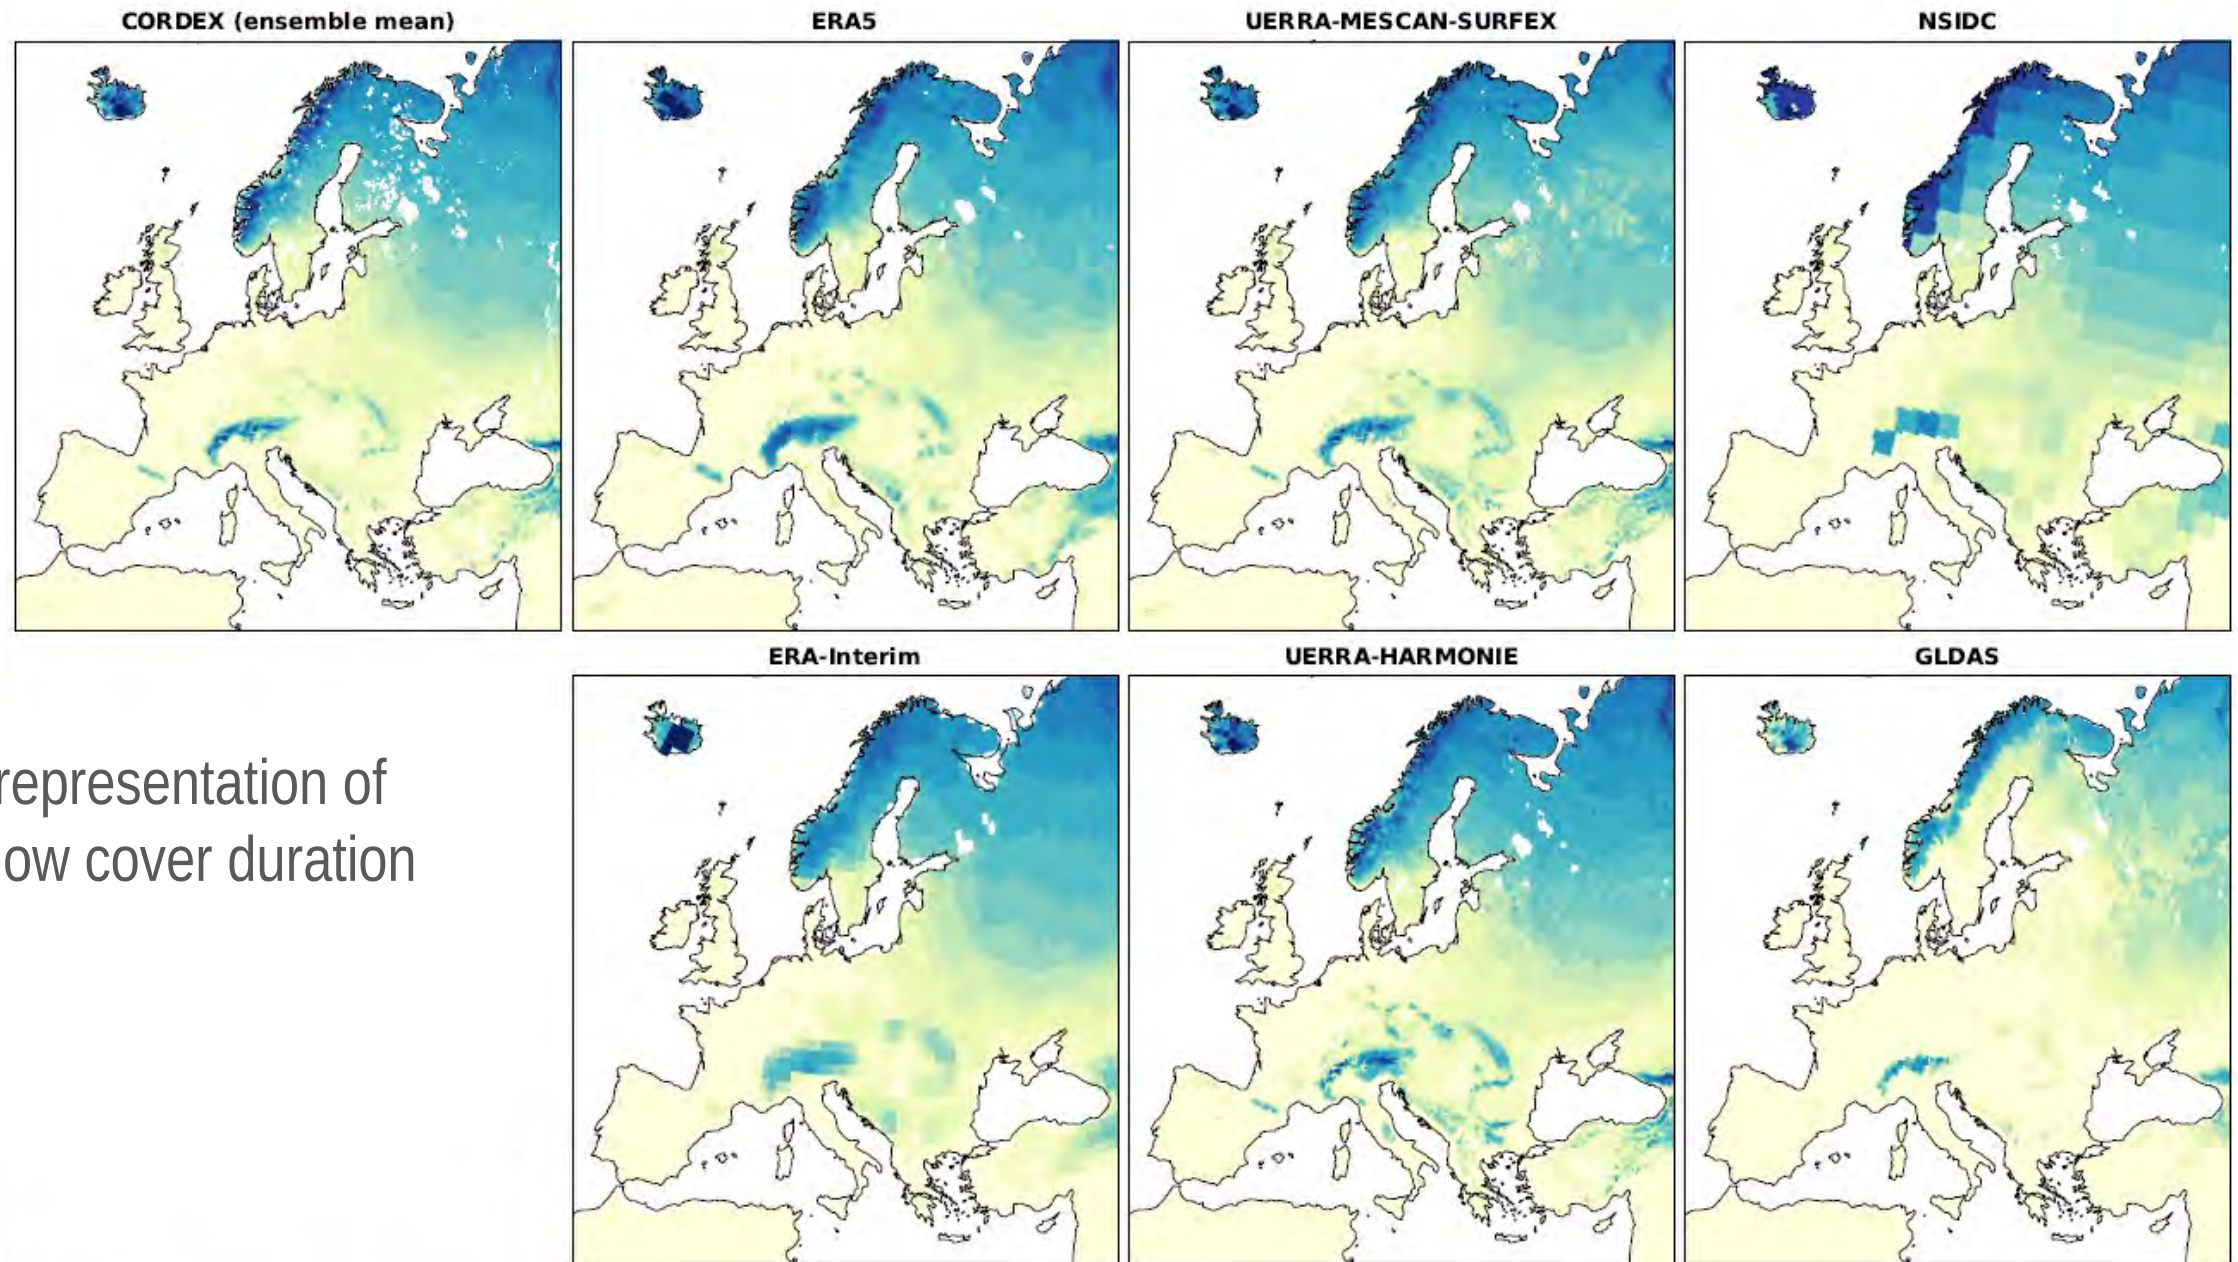 CORDEX (ensemble mean)
ERA5
UERRA-MESCAN-SURFEX
NSIDC
ERA-Interim
UERRA-HARMONIE
GLDAS
representation of
ow cover duration